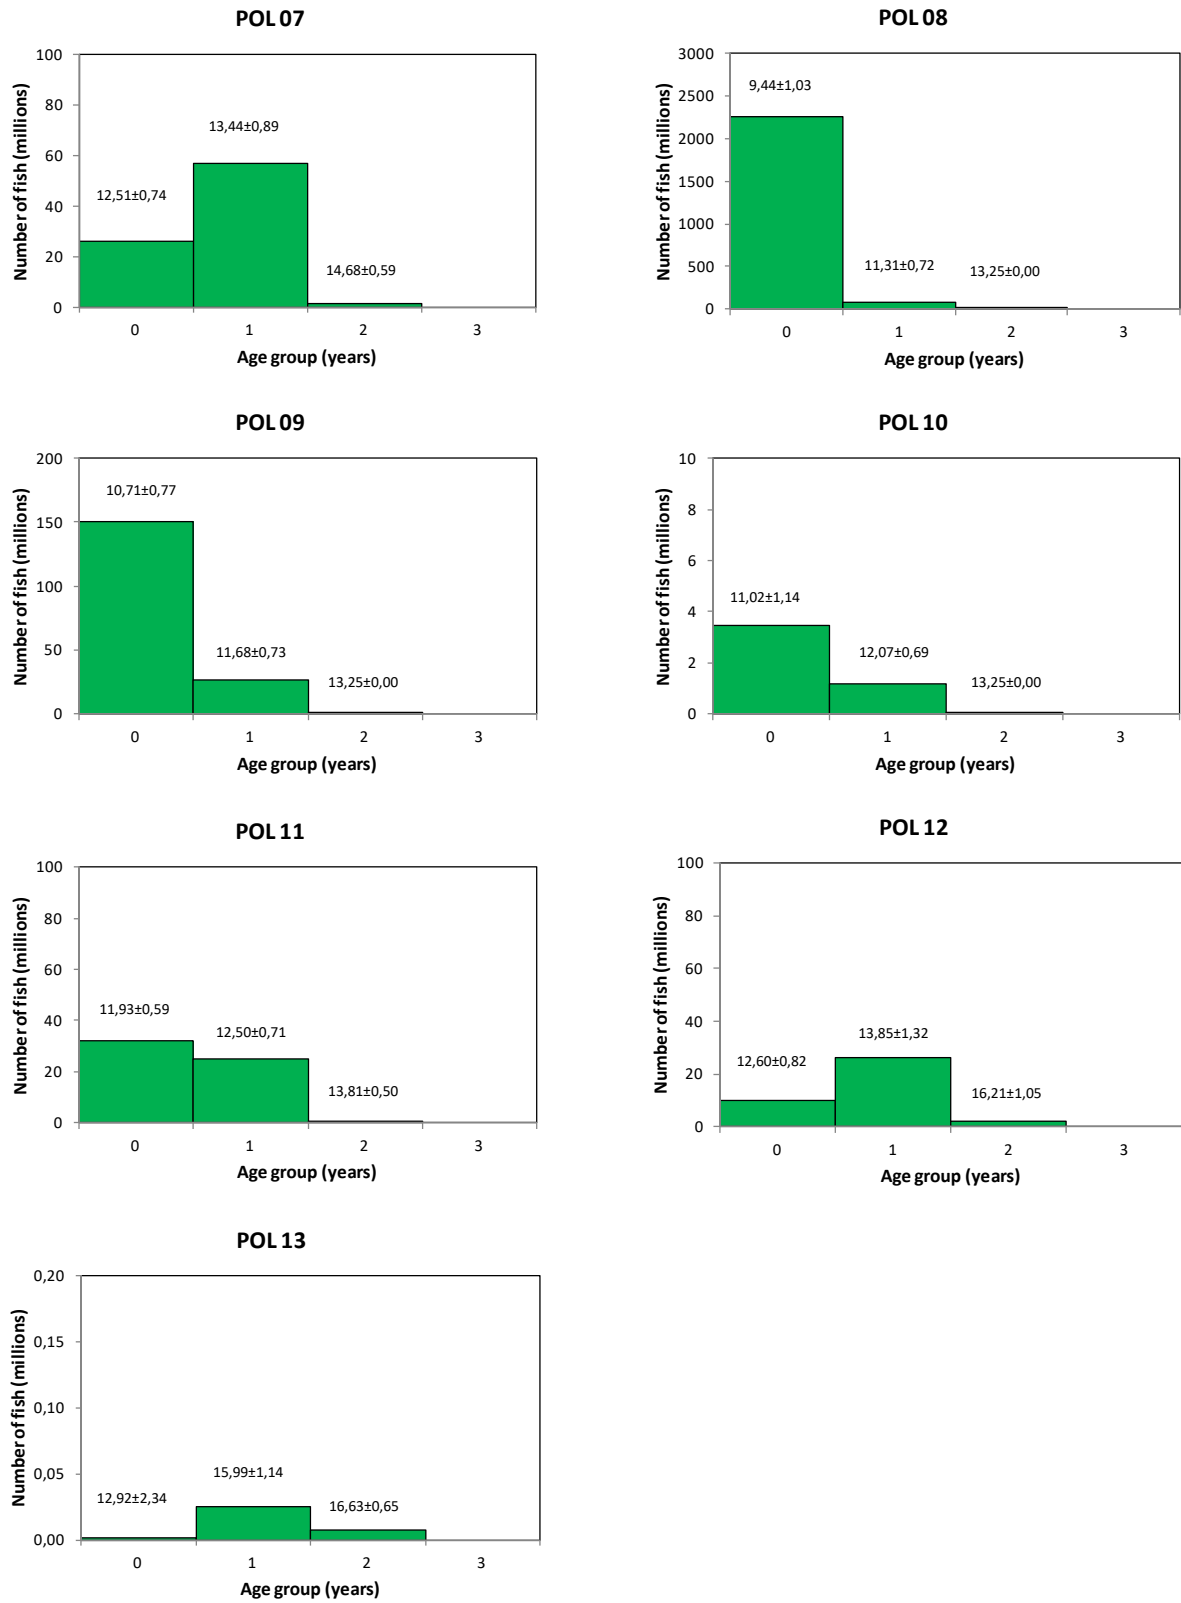 POL 07
Number of fish (millions)
100
80
60
40
20
0
12,51±0,74
13,44±0,89
14,68±0,59
0 1 2 3
Age group (years)
POL 08
Number of fish (millions)
3000
2500
2000
1500
1000
500
0
9,44±1,03
11,31±0,72
13,25±0,00
0 1 2 3
Age group (years)
POL 09
Number of fish (millions)
200
150
100
50
0
10,71±0,77
11,68±0,73
13,25±0,00
0 1 2 3
Age group (years)
POL 10
Number of fish (millions)
10
8
6
4
2
0
11,02±1,14
12,07±0,69
13,25±0,00
0 1 2 3
Age group (years)
POL 11
Number of fish (millions)
100
80
60
40
20
0
11,93±0,59
12,50±0,71
13,81±0,50
0 1 2 3
Age group (years)
POL 12
Number of fish (millions)
100
80
60
40
20
0
12,60±0,82
13,85±1,32
16,21±1,05
0 1 2 3
Age group (years)
POL 13
Number of fish (millions)
0,20
0,15
0,10
0,05
0,00
12,92±2,34
15,99±1,14
16,63±0,65
0 1 2 3
Age group (years)